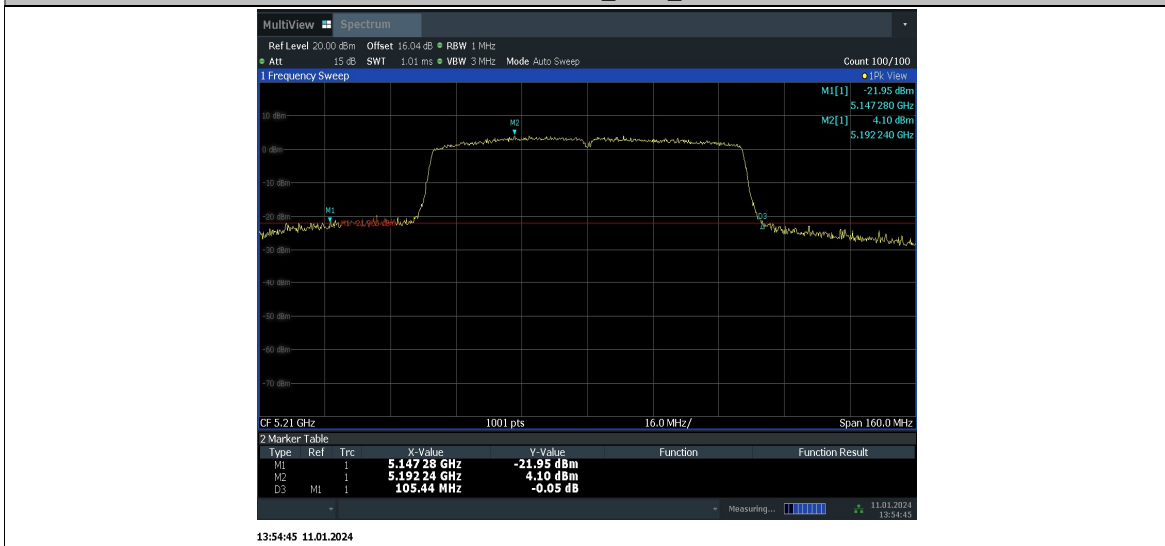 MultiView Spectrum
Ref Level 20.00 dBm Offset 16.04 dB RBW 1 MHz
Att 15 dB SWT 1.01 ms VBW 3 MHz Mode Auto Sweep Count 100/100
1 Frequency Sweep 1Pk View
M1[1] -21.95 dBm
5.147280 GHz
10 dBm
M2[1] 4.10 dBm
5.192240 GHz
M2
0 dBm
-10 dBm
M1
-20 dBm
D3
-30 dBm
-40 dBm
-50 dBm
-60 dBm
-70 dBm
CF 5.21 GHz 1001 pts 16.0 MHz/ Span 160.0 MHz
2 Marker Table
Type Ref Trc X-Value Y-Value Function Function Result
M1 1 5.147 28 GHz -21.95 dBm
M2 1 5.192 24 GHz 4.10 dBm
D3 M1 1 105.44 MHz -0.05 dB
Measuring... 11.01.2024
13:54:45
13:54:45 11.01.2024